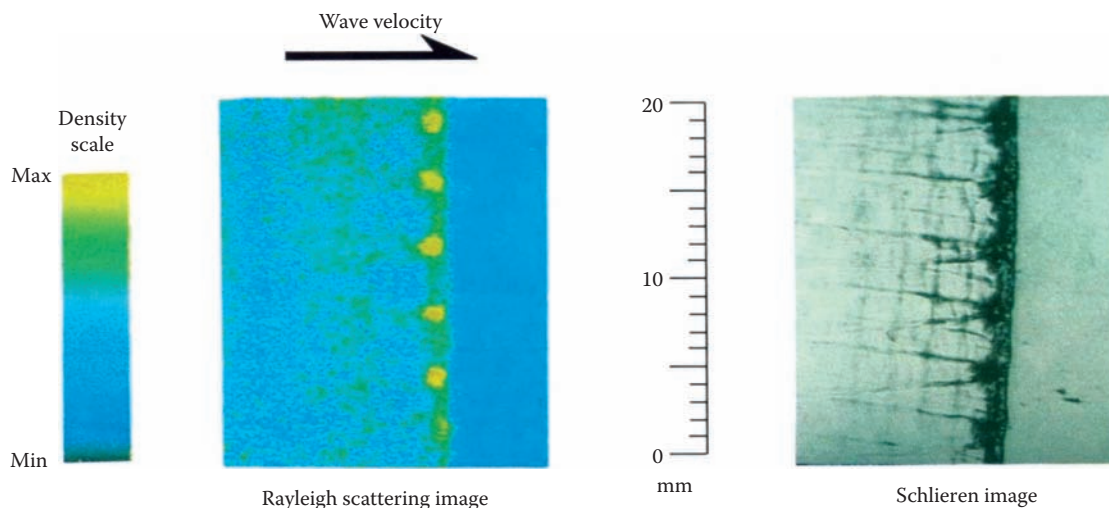 Wave velocity
Density
scale
Max
Min
20
10
0
mm
Rayleigh scattering image
Schlieren image